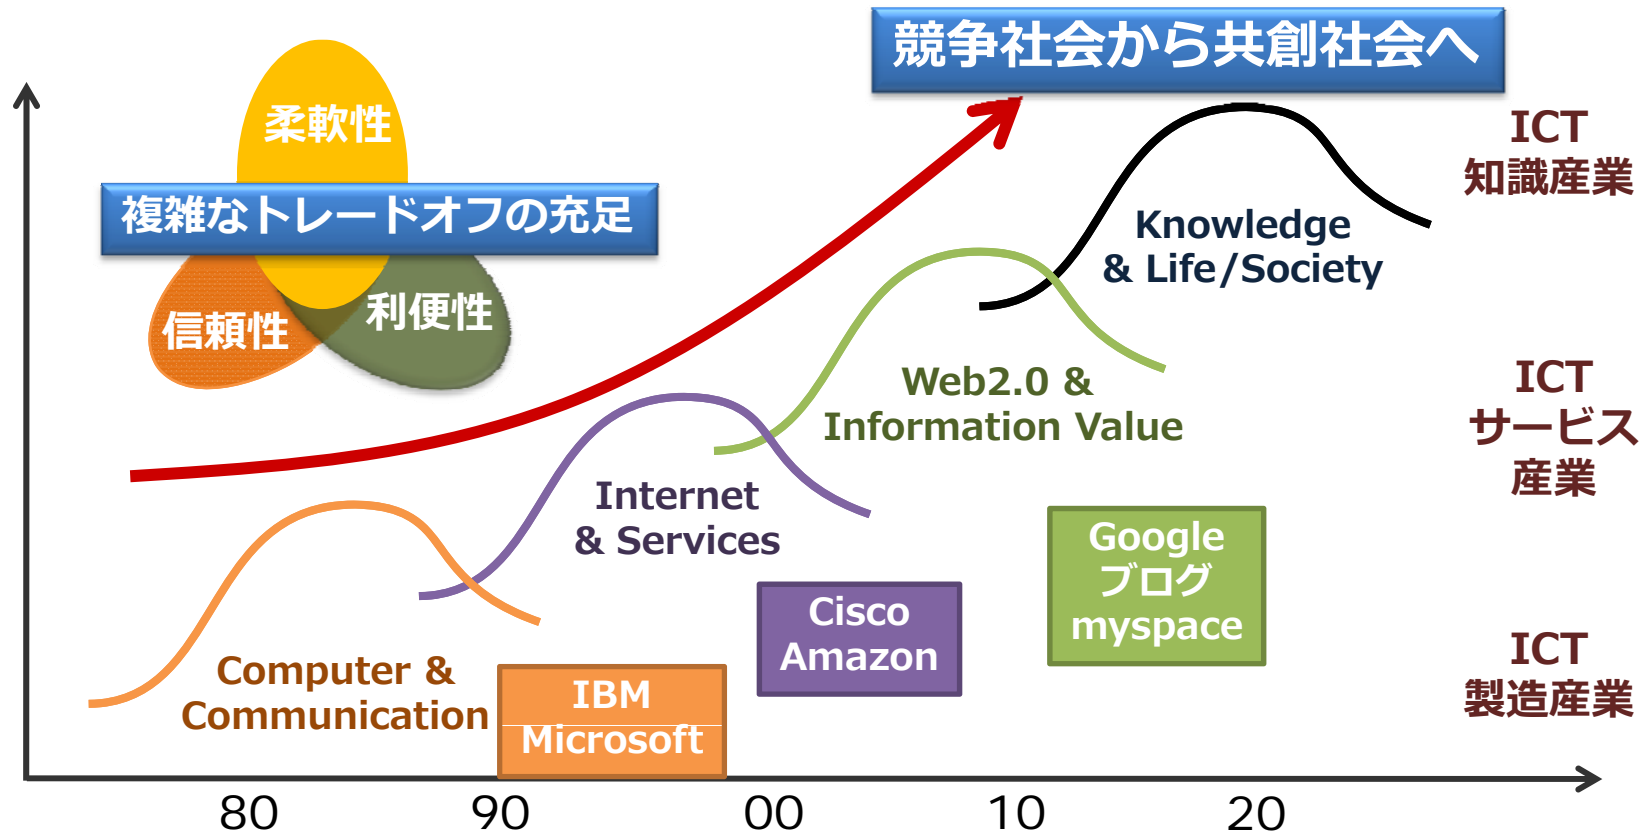 競争社会から共創社会へ
柔軟性
複雑なトレードオフの充足
信頼性
利便性
ICT
知識産業
Knowledge
& Life/Society
Web2.0 &
Information Value
ICT
サービス
産業
Internet
& Services
Google
ブログ
myspace
Cisco
Amazon
Computer &
Communication
IBM
Microsoft
ICT
製造産業
80 90 00 10 20